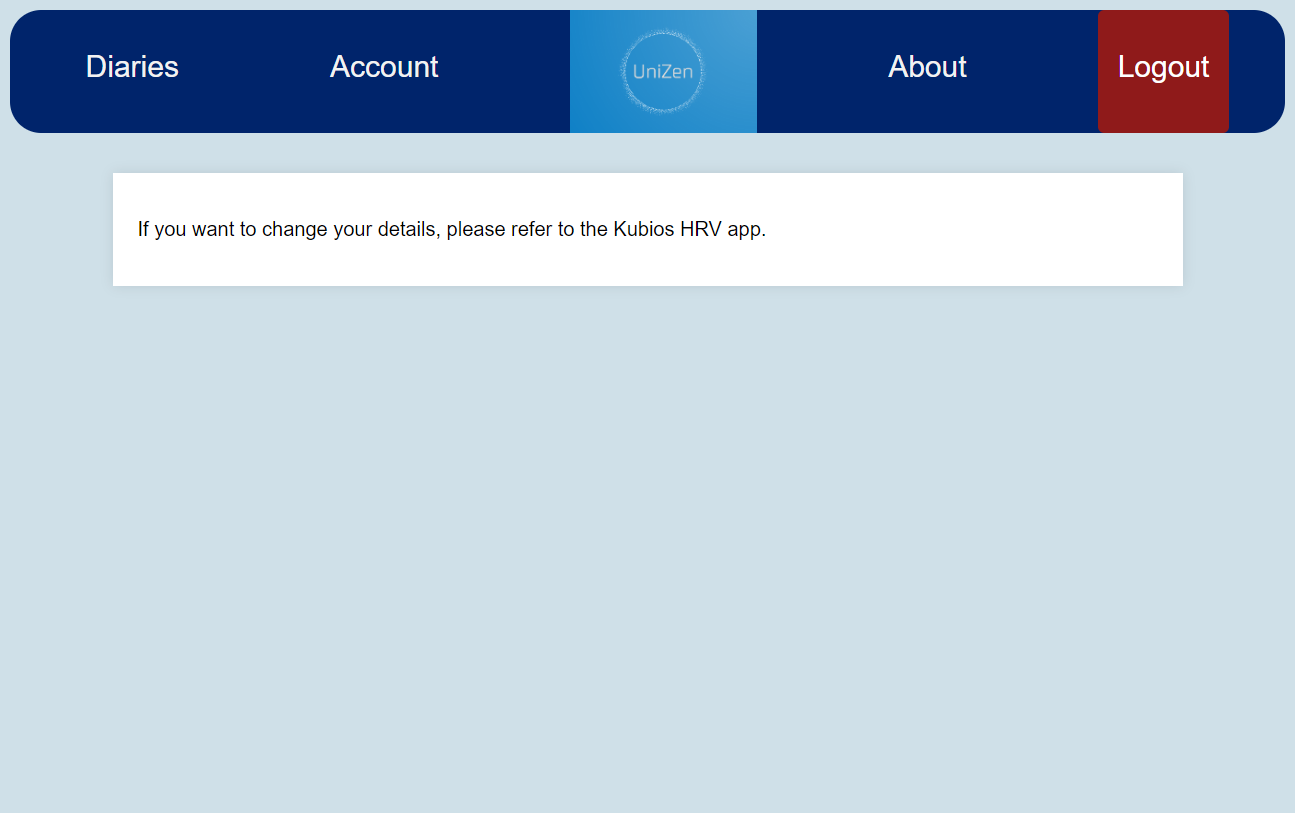 Diaries
Account
UniZen
About
Logout
If you want to change your details, please refer to the Kubios HRV app.